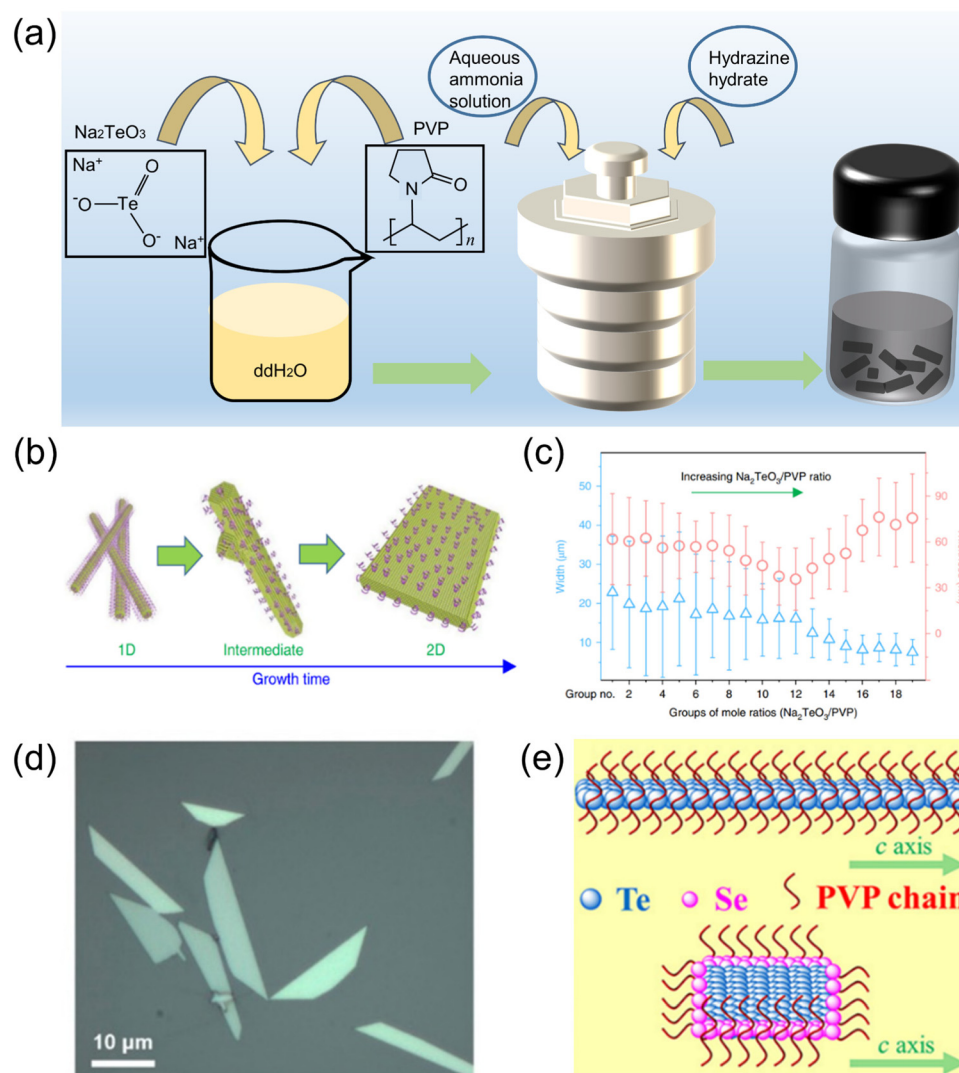 (a)
Aqueous
ammonia
solution
Hydrazine
hydrate
Na₂TeO₃
PVP
Na⁺
O
⁻O
Te
O⁻
Na⁺
O
N
n
ddH₂O
(b)
1D
Intermediate
2D
Growth time
(c)
Increasing Na₂TeO₃/PVP ratio
Width (μm)
50
40
30
20
10
90
60
30
0
Group no.
2
4
6
8
10
12
14
16
18
Groups of mole ratios (Na₂TeO₃/PVP)
(d)
10 μm
(e)
c axis
Te
Se
PVP chain
c axis